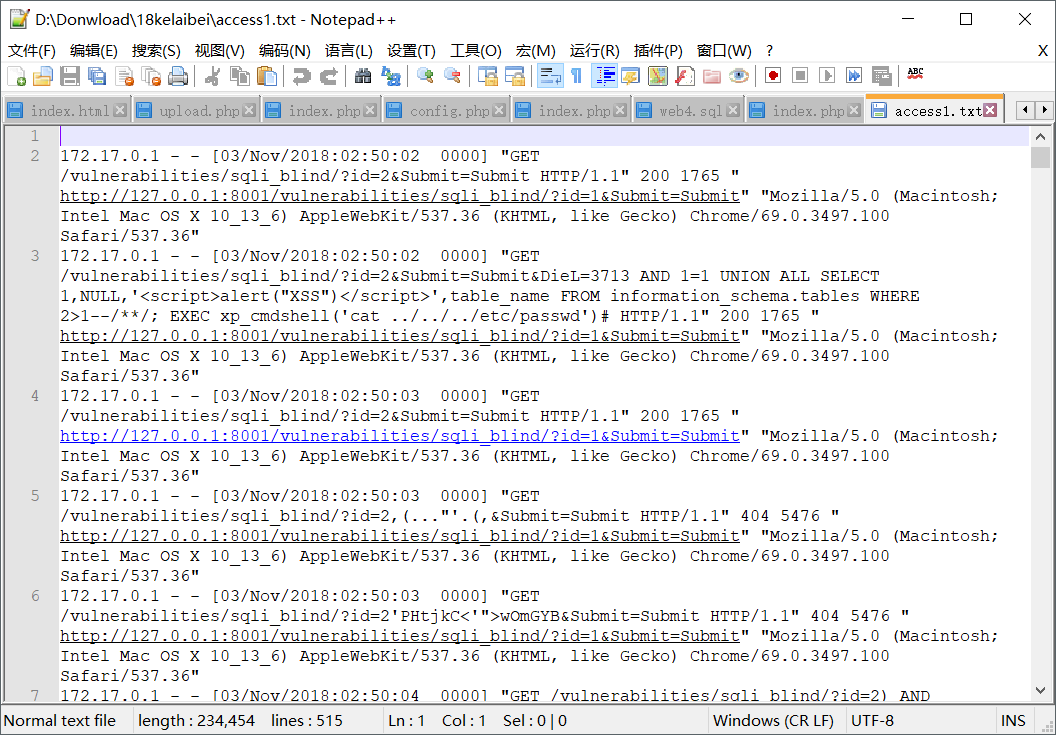 D:\Donwload\18kelaibei\access1.txt - Notepad++
文件(F) 编辑(E) 搜索(S) 视图(V) 编码(N) 语言(L) 设置(T) 工具(O) 宏(M) 运行(R) 插件(P) 窗口(W) ? X
index.html upload.php index.php config.php index.php web4.sql index.php access1.txt
1
2 172.17.0.1 - - [03/Nov/2018:02:50:02  0000] "GET
/vulnerabilities/sqli_blind/?id=2&Submit=Submit HTTP/1.1" 200 1765 "
http://127.0.0.1:8001/vulnerabilities/sqli_blind/?id=1&Submit=Submit" "Mozilla/5.0 (Macintosh;
Intel Mac OS X 10_13_6) AppleWebKit/537.36 (KHTML, like Gecko) Chrome/69.0.3497.100
Safari/537.36"
3 172.17.0.1 - - [03/Nov/2018:02:50:02  0000] "GET
/vulnerabilities/sqli_blind/?id=2&Submit=Submit&DieL=3713 AND 1=1 UNION ALL SELECT
1,NULL,'<script>alert("XSS")</script>',table_name FROM information_schema.tables WHERE
2>1--/**/; EXEC xp_cmdshell('cat ../../../etc/passwd')# HTTP/1.1" 200 1765 "
http://127.0.0.1:8001/vulnerabilities/sqli_blind/?id=1&Submit=Submit" "Mozilla/5.0 (Macintosh;
Intel Mac OS X 10_13_6) AppleWebKit/537.36 (KHTML, like Gecko) Chrome/69.0.3497.100
Safari/537.36"
4 172.17.0.1 - - [03/Nov/2018:02:50:03  0000] "GET
/vulnerabilities/sqli_blind/?id=2&Submit=Submit HTTP/1.1" 200 1765 "
http://127.0.0.1:8001/vulnerabilities/sqli_blind/?id=1&Submit=Submit" "Mozilla/5.0 (Macintosh;
Intel Mac OS X 10_13_6) AppleWebKit/537.36 (KHTML, like Gecko) Chrome/69.0.3497.100
Safari/537.36"
5 172.17.0.1 - - [03/Nov/2018:02:50:03  0000] "GET
/vulnerabilities/sqli_blind/?id=2,(..."'.(,&Submit=Submit HTTP/1.1" 404 5476 "
http://127.0.0.1:8001/vulnerabilities/sqli_blind/?id=1&Submit=Submit" "Mozilla/5.0 (Macintosh;
Intel Mac OS X 10_13_6) AppleWebKit/537.36 (KHTML, like Gecko) Chrome/69.0.3497.100
Safari/537.36"
6 172.17.0.1 - - [03/Nov/2018:02:50:03  0000] "GET
/vulnerabilities/sqli_blind/?id=2'PHtjkC<'">wOmGYB&Submit=Submit HTTP/1.1" 404 5476 "
http://127.0.0.1:8001/vulnerabilities/sqli_blind/?id=1&Submit=Submit" "Mozilla/5.0 (Macintosh;
Intel Mac OS X 10_13_6) AppleWebKit/537.36 (KHTML, like Gecko) Chrome/69.0.3497.100
Safari/537.36"
7 172.17.0.1 - - [03/Nov/2018:02:50:04  0000] "GET /vulnerabilities/sqli_blind/?id=2) AND
Normal text file length : 234,454 lines : 515 Ln : 1 Col : 1 Sel : 0 | 0 Windows (CR LF) UTF-8 INS